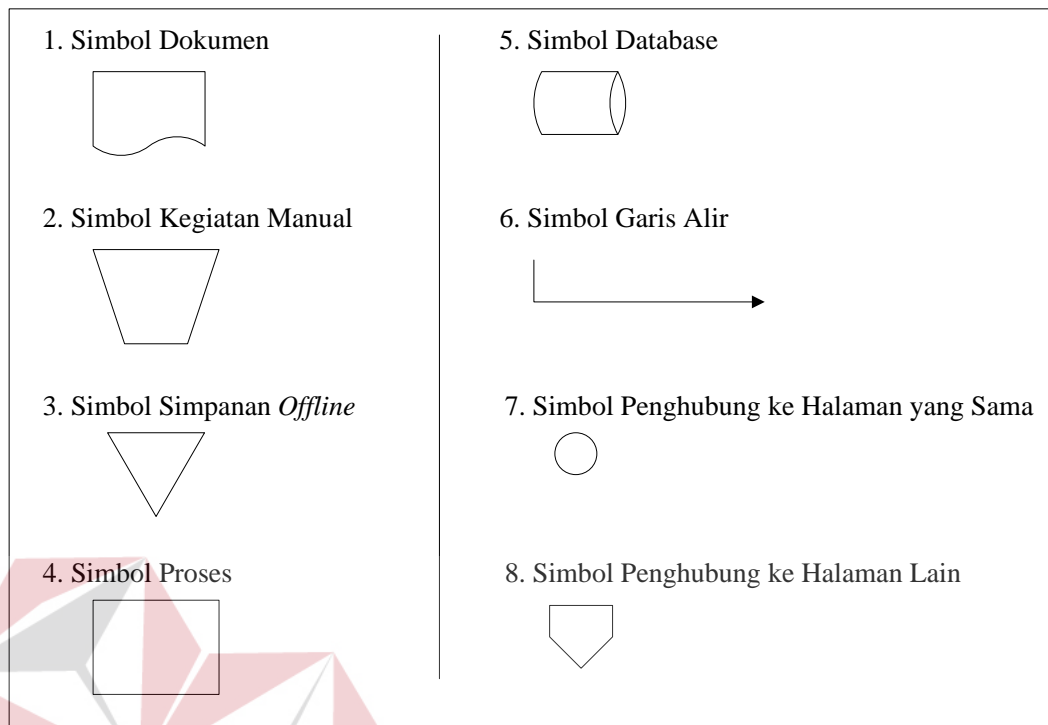 1. Simbol Dokumen
2. Simbol Kegiatan Manual
3. Simbol Simpanan Offline
4. Simbol Proses
5. Simbol Database
6. Simbol Garis Alir
7. Simbol Penghubung ke Halaman yang Sama
8. Simbol Penghubung ke Halaman Lain